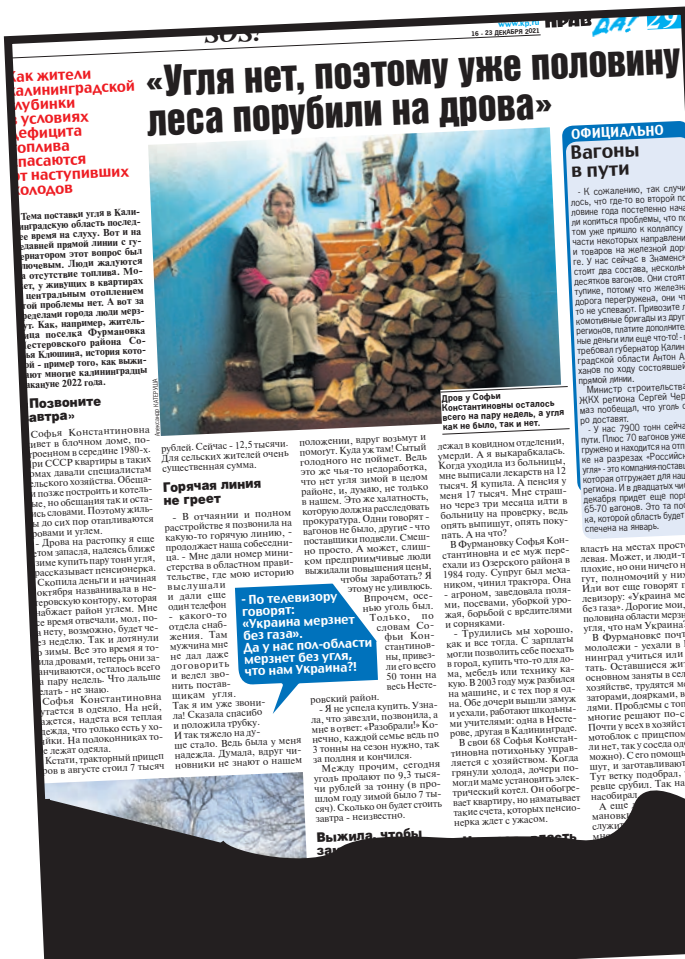 SOS!
www.kp.ru
16 - 23 ДЕКАБРЯ 2021
ПРАВ
ДА!
29
Как жители
калининградской
глубинки
в условиях
дефицита
топлива
спасаются
от наступивших
холодов
«Угля нет, поэтому уже половину
леса порубили на дрова»
Тема поставки угля в Кали-
нинградскую область послед-
нее время на слуху. Вот и на
недавней прямой линии с гу-
бернатором этот вопрос был
ключевым. Люди жалуются
на отсутствие топлива. Мо-
жет, у живущих в квартирах
с центральным отоплением
этой проблемы нет. А вот за
пределами города люди мерз-
нут. Как, например, житель-
ница поселка Фурмановка
Нестеровского района Со-
фья Клюшина, история кото-
рой - пример того, как выжи-
вают многие калининградцы
накануне 2022 года.
«Позвоните
завтра»
Софья Константиновна
живет в блочном доме, по-
строенном в середине 1980-х.
При СССР квартиры в таких
домах давали специалистам
сельского хозяйства. Обеща-
ли позже построить и котель-
ные, но обещания так и оста-
лись словами. Поэтому жиль-
цы до сих пор отапливаются
дровами и углем.
- Дрова на растопку я еще
летом запасла, надеясь ближе
к зиме купить пару тонн угля, -
рассказывает пенсионерка. -
Скопила деньги и начиная
с октября названивала в не-
стеровскую контору, которая
снабжает район углем. Мне
все время отвечали, мол, по-
ка нету, возможно, будет че-
рез неделю. Так и дотянули
до зимы. Все это время я то-
пила дровами, теперь они за-
канчиваются, осталось всего
на пару недель. Что дальше
делать - не знаю.
Софья Константиновна
кутается в одеяло. На ней,
кажется, надета вся теплая
одежда, что только есть у хо-
зяйки. На подоконниках то-
же лежат одеяла.
- Кстати, тракторный прицеп
дров в августе стоил 7 тысяч
Александр КАТЕРУША
рублей. Сейчас - 12,5 тысячи.
Для сельских жителей очень
существенная сумма.
Горячая линия
не греет
- В отчаянии и полном
расстройстве я позвонила на
какую-то горячую линию, -
продолжает наша собеседни-
ца. - Мне дали номер мини-
стерства в областном прави-
тельстве, где мою историю
выслушали
и дали еще
один телефон
- какого-то
отдела снаб-
жения. Там
мужчина мне
не дал даже
договорить
и велел зво-
нить постав-
щикам угля.
Так я им уже звони-
ла! Сказала спасибо
и положила трубку.
И так тяжело на ду-
ше стало. Ведь была у меня
надежда. Думала, вдруг чи-
новники не знают о нашем
- По телевизору
говорят:
«Украина мерзнет
без газа».
Да у нас пол-области
мерзнет без угля,
что нам Украина?!
положении, вдруг возьмут и
помогут. Куда уж там! Сытый
голодного не поймет. Ведь
это же чья-то недоработка,
что нет угля зимой в целом
районе, и, думаю, не только
в нашем. Это же халатность,
которую должна расследовать
прокуратура. Одни говорят -
вагонов не было, другие - что
поставщики подвели. Смеш-
но просто. А может, слиш-
ком предприимчивые люди
выжидали повышения цены,
чтобы заработать? Я
этому не удивлюсь.
Впрочем, осе-
нью уголь был.
Только, по
словам Со-
фьи Кон-
стантинов-
ны, привез-
ли его всего
50 тонн на
весь Несте-
ровский район.
- Я не успела купить. Узна-
ла, что завезли, позвонила, а
мне в ответ: «Разобрали!» Ко-
нечно, каждой семье ведь по
3 тонны на сезон нужно, так
за полдня и кончился.
Между прочим, сегодня
уголь продают по 9,3 тыся-
чи рублей за тонну (в про-
шлом году зимой было 7 ты-
сяч). Сколько он будет стоить
завтра - неизвестно.
Выжила, чтобы
Дров у Софьи
Константиновны осталось
всего на пару недель, а угля
как не было, так и нет.
дежал в ковидном отделении,
умерли. А я выкарабкалась.
Когда уходила из больницы,
мне выписали лекарств на 12
тысяч. Я купила. А пенсия у
меня 17 тысяч. Мне страш-
но через три месяца идти в
больницу на проверку, ведь
опять выпишут, опять поку-
пать. А на что?
В Фурмановку Софья Кон-
стантиновна и ее муж пере-
ехали из Озерского района в
1984 году. Супруг был меха-
ником, чинил трактора. Она
- агроном, заведовала поля-
ми, посевами, уборкой уро-
жая, борьбой с вредителями
и сорняками.
- Трудились мы хорошо,
как и все тогда. С зарплаты
могли позволить себе поехать
в город, купить что-то для до-
ма, мебель или технику ка-
кую. В 2003 году муж разбился
на машине, и с тех пор я од-
на. Обе дочери вышли замуж
и уехали, работают школьны-
ми учителями: одна в Несте-
рове, другая в Калининграде.
В свои 68 Софья Констан-
тиновна потихоньку управ-
ляется с хозяйством. Когда
грянули холода, дочери по-
могли маме установить элек-
трический котел. Он обогре-
вает квартиру, но наматывает
такие счета, которых пенсио-
нерка ждет с ужасом.
ОФИЦИАЛЬНО
Вагоны
в пути
- К сожалению, так случи
лось, что где-то во второй по
ловине года постепенно нача
ли копиться проблемы, что по
том уже пришло к коллапсу
части некоторых направлени
и товаров на железной доро
ге. У нас сейчас в Знаменск
стоит два состава, нескольк
десятков вагонов. Они стоят
тупике, потому что железна
дорога перегружена, они чт
то не успевают. Привозите л
комотивные бригады из друг
региона, платите дополнител
ные деньги или еще что-то! -
требовал губернатор Калин
градской области Антон А
ханов по ходу состоявшей
прямой линии.
Министр строительства
ЖКХ региона Сергей Чер
маз пообещал, что уголь с
ро доставят.
- У нас 7900 тонн сейча
пути. Плюс 70 вагонов уже
гружено и находится на отп
ке на разрезах «Российск
угля» - это компания-постав
которая отгружает для наш
региона. И в двадцатых чи
декабря придет еще поря
65-70 вагонов. Это та по
ка, которой область будет
спечена на январь.
власть на местах прост
левая. Может, и люди-т
плохие, но они ничего н
гут, полномочий у них
Или вот еще говорят п
левизору: «Украина ме
без газа». Дорогие мои,
половина области мерзн
угля, что нам Украина
В Фурмановке почт
молодежи - уехали в
нинград учиться или
тать. Оставшиеся жит
основном заняты в сел
хозяйстве, трудятся м
заторами, доярками, в
лями. Проблемы с топ
многие решают по-с
Почти у всех в хозяйст
мотоблок с прицепом
ли нет, так у соседа од
можно). С его помощь
шут, и заготавливают
Тут ветку подобрал,
ревце срубил. Так на
насобирал.
А еще
мановк
служи